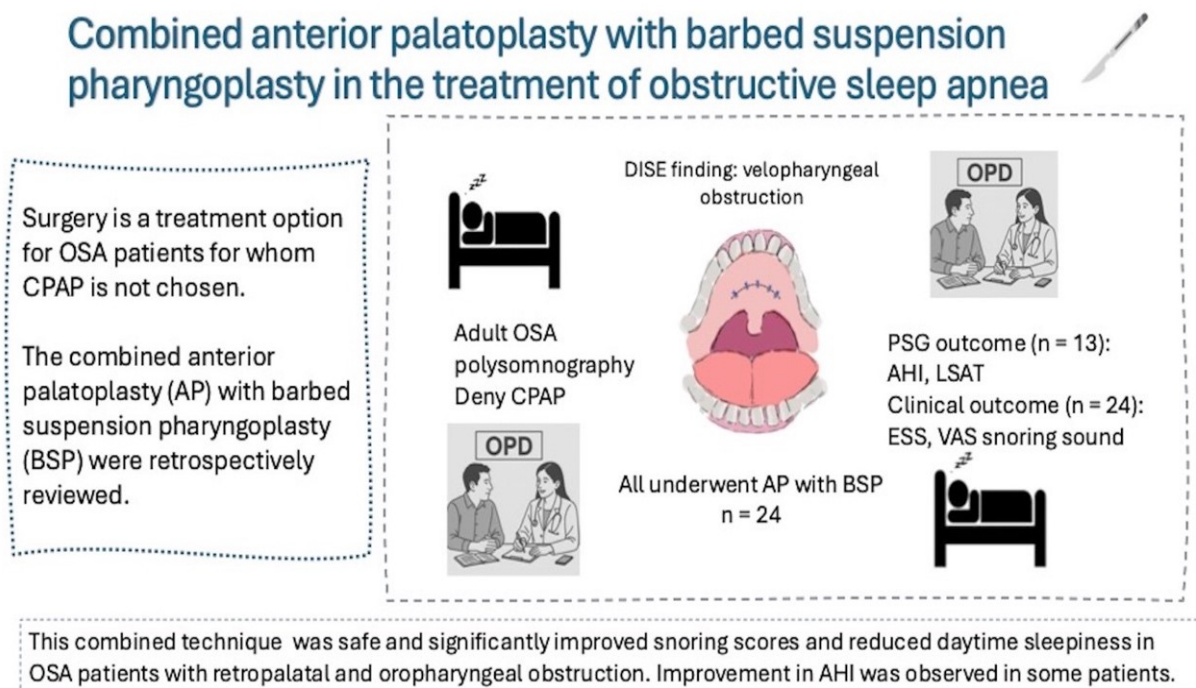 Combined anterior palatoplasty with barbed suspension
pharyngoplasty in the treatment of obstructive sleep apnea
Surgery is a treatment option
for OSA patients for whom
CPAP is not chosen.
The combined anterior
palatoplasty (AP) with barbed
suspension pharyngoplasty
(BSP) were retrospectively
reviewed.
zzz
Adult OSA
polysomnography
Deny CPAP
OPD
DISE finding: velopharyngeal
obstruction
All underwent AP with BSP
n = 24
OPD
PSG outcome (n = 13):
AHI, LSAT
Clinical outcome (n = 24):
ESS, VAS snoring sound
zzz
This combined technique was safe and significantly improved snoring scores and reduced daytime sleepiness in
OSA patients with retropalatal and oropharyngeal obstruction. Improvement in AHI was observed in some patients.